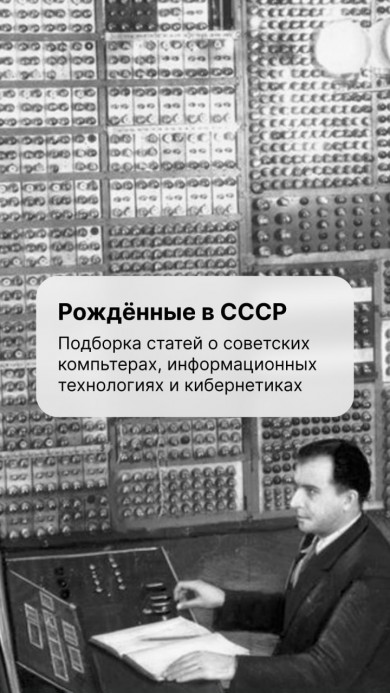 Рождённые в СССР
Подборка статей о советских
компьтерах, информационных
технологиях и кибернетиках